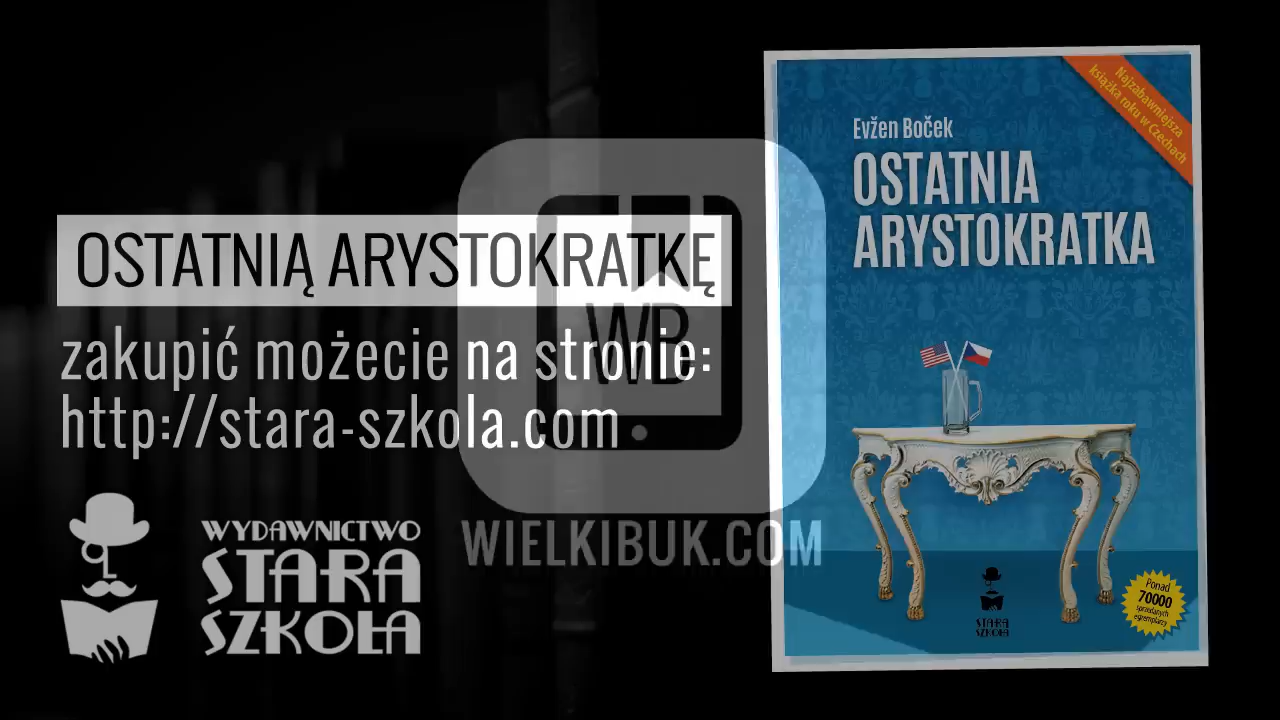 OSTATNIĄ ARYSTOKRATKĘ
zakupić możecie na stronie:
http://stara-szkola.com
WYDAWNICTWO
STARA
SZKOŁA
WB
WIELKIBUK.COM
Najzabawniejsza
książka roku w Czechach
Evžen Boček
OSTATNIA
ARYSTOKRATKA
STARA
SZKOŁA
Ponad
70000
sprzedanych
egzemplarzy